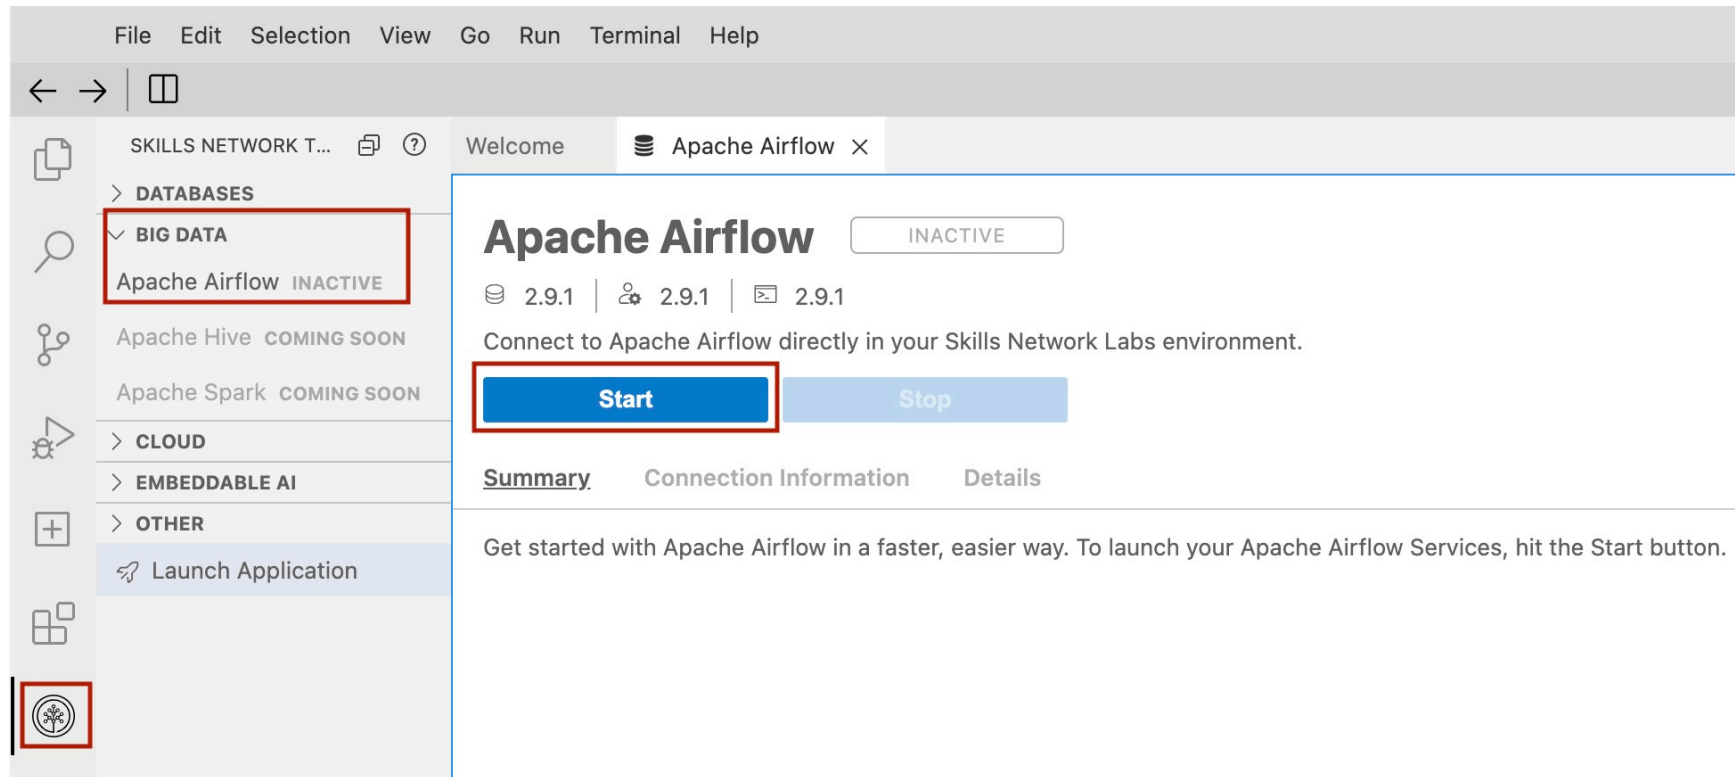 File Edit Selection View Go Run Terminal Help
SKILLS NETWORK T...
DATABASES
BIG DATA
Apache Airflow INACTIVE
Apache Hive COMING SOON
Apache Spark COMING SOON
CLOUD
EMBEDDABLE AI
OTHER
Launch Application
Welcome
Apache Airflow
Apache Airflow INACTIVE
2.9.1 2.9.1 2.9.1
Connect to Apache Airflow directly in your Skills Network Labs environment.
Start Stop
Summary Connection Information Details
Get started with Apache Airflow in a faster, easier way. To launch your Apache Airflow Services, hit the Start button.